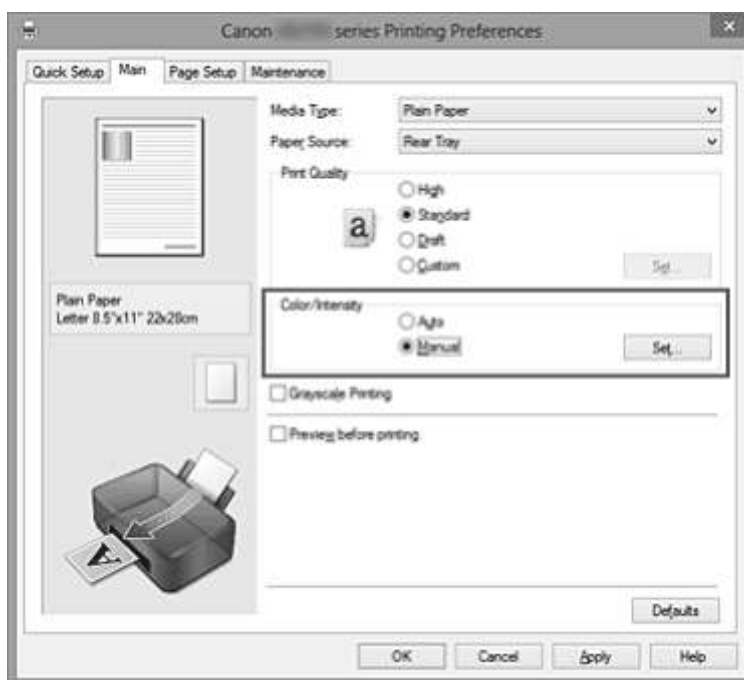 Canon series Printing Preferences
Quick Setup Main Page Setup Maintenance
Media Type: Plain Paper
Paper Source: Rear Tray
Print Quality
High
a Standard
Draft
Custom Set...
Plain Paper
Letter 8.5"x11" 22x28cm
Color/Intensity
Auto
Manual Set...
Grayscale Printing
Preview before printing
A
Defaults
OK Cancel Apply Help